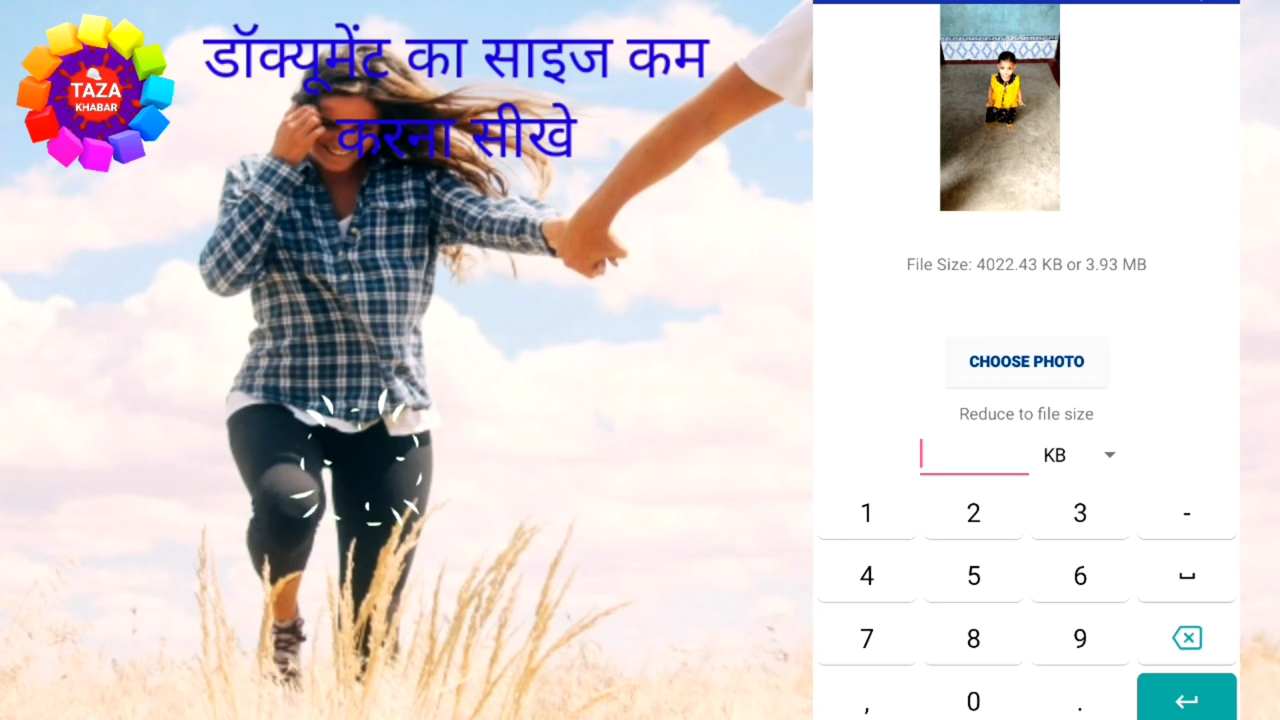 TAZA
KHABAR
डॉक्यूमेंट का साइज कम
करना सीखे
File Size: 4022.43 KB or 3.93 MB
CHOOSE PHOTO
Reduce to file size
KB
1 2 3 -
4 5 6
7 8 9
, 0 .